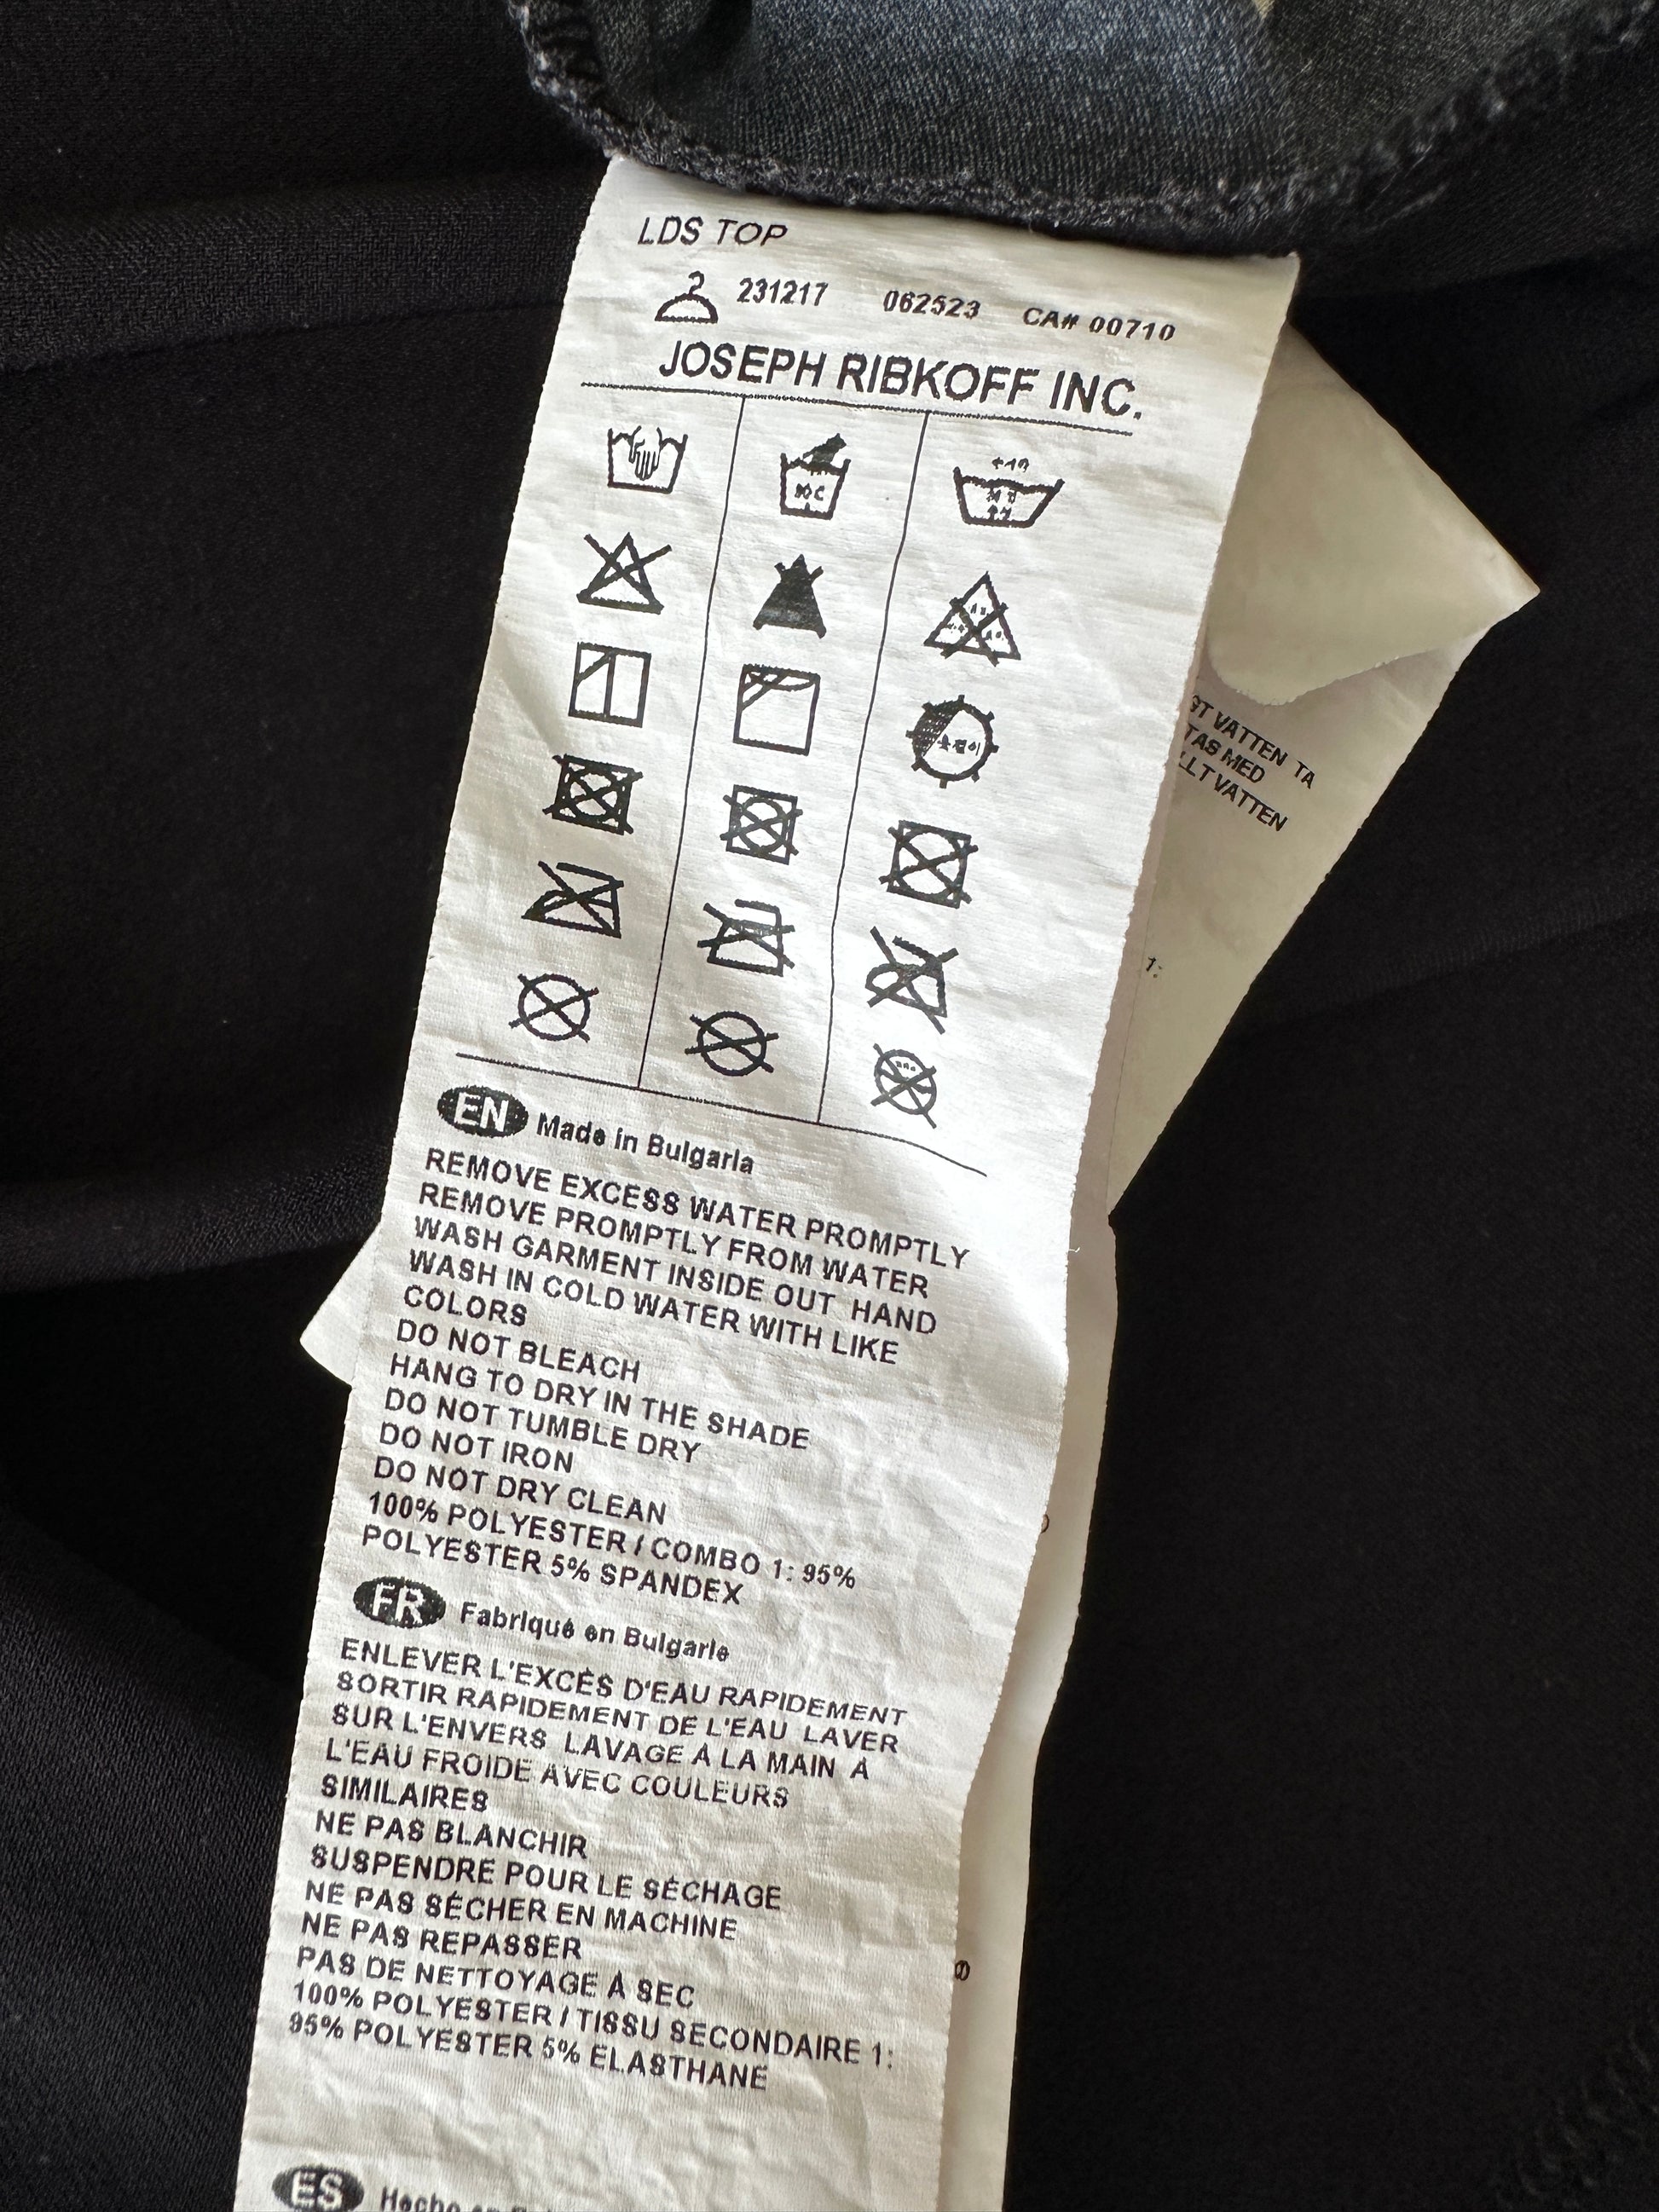 LDS TOP
231217 062523 CA# 00710
JOSEPH RIBKOFF INC.
EN Made in Bulgaria
REMOVE EXCESS WATER PROMPTLY
REMOVE PROMPTLY FROM WATER
WASH GARMENT INSIDE OUT HAND
WASH IN COLD WATER WITH LIKE
COLORS
DO NOT BLEACH
HANG TO DRY IN THE SHADE
DO NOT TUMBLE DRY
DO NOT IRON
DO NOT DRY CLEAN
100% POLYESTER / COMBO 1: 95%
POLYESTER 5% SPANDEX
FR Fabriqué en Bulgarie
ENLEVER L'EXCÈS D'EAU RAPIDEMENT
SORTIR RAPIDEMENT DE L'EAU LAVER
SUR L'ENVERS LAVAGE À LA MAIN À
L'EAU FROIDE AVEC COULEURS
SIMILAIRES
NE PAS BLANCHIR
SUSPENDRE POUR LE SÉCHAGE
NE PAS SÉCHER EN MACHINE
NE PAS REPASSER
PAS DE NETTOYAGE À SEC
100% POLYESTER / TISSU SECONDAIRE 1:
95% POLYESTER 5% ÉLASTHANE
ES Hecho en
VATTEN TA
MED
VATTEN
1: